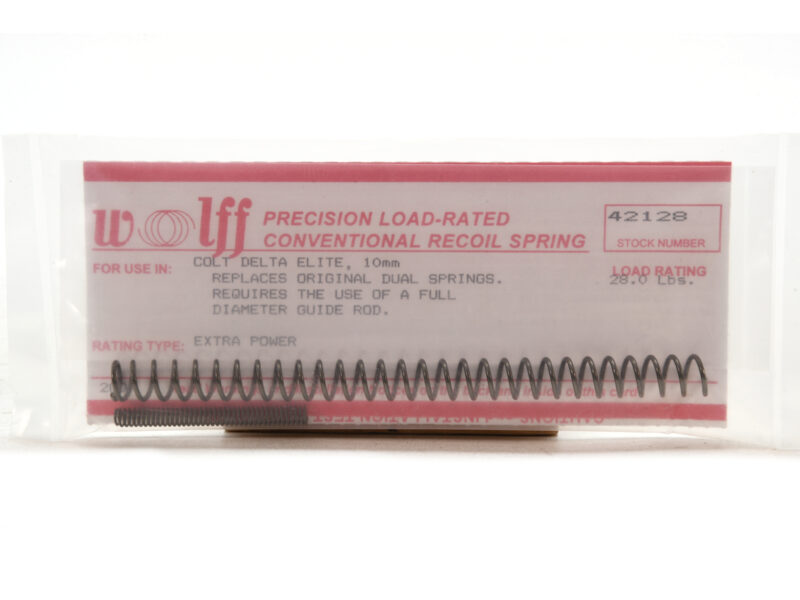 wolff
PRECISION LOAD-RATED
CONVENTIONAL RECOIL SPRING
42128
STOCK NUMBER
FOR USE IN:
COLT DELTA ELITE, 10mm
REPLACES ORIGINAL DUAL SPRINGS.
REQUIRES THE USE OF A FULL
DIAMETER GUIDE ROD.
LOAD RATING
28.0 Lbs.
RATING TYPE:
EXTRA POWER